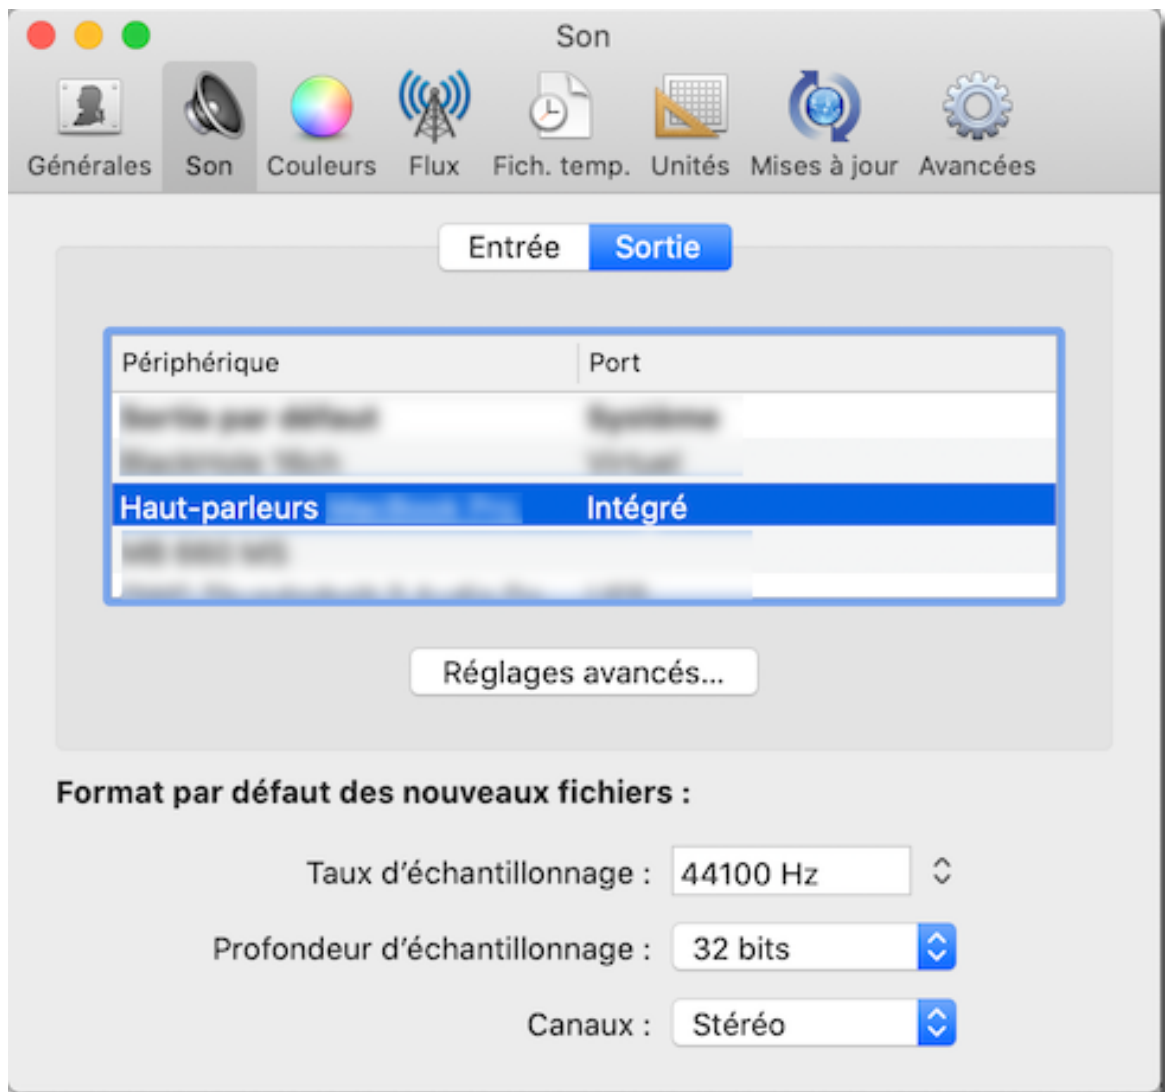 Son
Générales Son Couleurs Flux Fich. temp. Unités Mises à jour Avancées
Entrée Sortie
Périphérique Port
Haut-parleurs Intégré
Réglages avancés...
Format par défaut des nouveaux fichiers :
Taux d’échantillonnage : 44100 Hz
Profondeur d’échantillonnage : 32 bits
Canaux : Stéréo